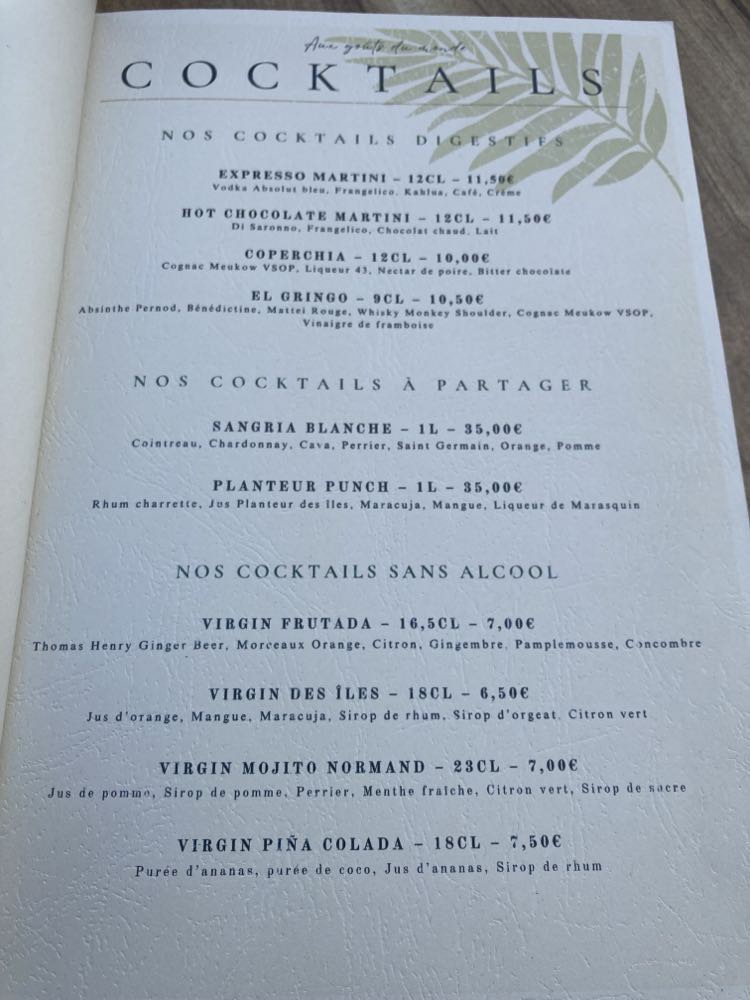 Aux goûts du monde
COCKTAILS
NOS COCKTAILS DIGESTIFS
EXPRESSO MARTINI – 12CL – 11,50€
Vodka Absolut bleu, Frangelico, Kahlua, Café, Crème
HOT CHOCOLATE MARTINI – 12CL – 11,50€
Di Saronno, Frangelico, Chocolat chaud, Lait
COPERCHIA – 12CL – 10,00€
Cognac Meukow VSOP, Liqueur 43, Nectar de poire, Bitter chocolate
EL GRINGO – 9CL – 10,50€
Absinthe Pernod, Bénédictine, Mattei Rouge, Whisky Monkey Shoulder, Cognac Meukow VSOP,
Vinaigre de framboise
NOS COCKTAILS À PARTAGER
SANGRIA BLANCHE – 1L – 35,00€
Cointreau, Chardonnay, Cava, Perrier, Saint Germain, Orange, Pomme
PLANTEUR PUNCH – 1L – 35,00€
Rhum charrette, Jus Planteur des îles, Maracuja, Mangue, Liqueur de Marasquin
NOS COCKTAILS SANS ALCOOL
VIRGIN FRUTADA – 16,5CL – 7,00€
Thomas Henry Ginger Beer, Morceaux Orange, Citron, Gingembre, Pamplemousse, Concombre
VIRGIN DES ÎLES – 18CL – 6,50€
Jus d'orange, Mangue, Maracuja, Sirop de rhum, Sirop d'orgeat, Citron vert
VIRGIN MOJITO NORMAND – 23CL – 7,00€
Jus de pomme, Sirop de pomme, Perrier, Menthe fraîche, Citron vert, Sirop de sucre
VIRGIN PIÑA COLADA – 18CL – 7,50€
Purée d'ananas, purée de coco, Jus d'ananas, Sirop de rhum